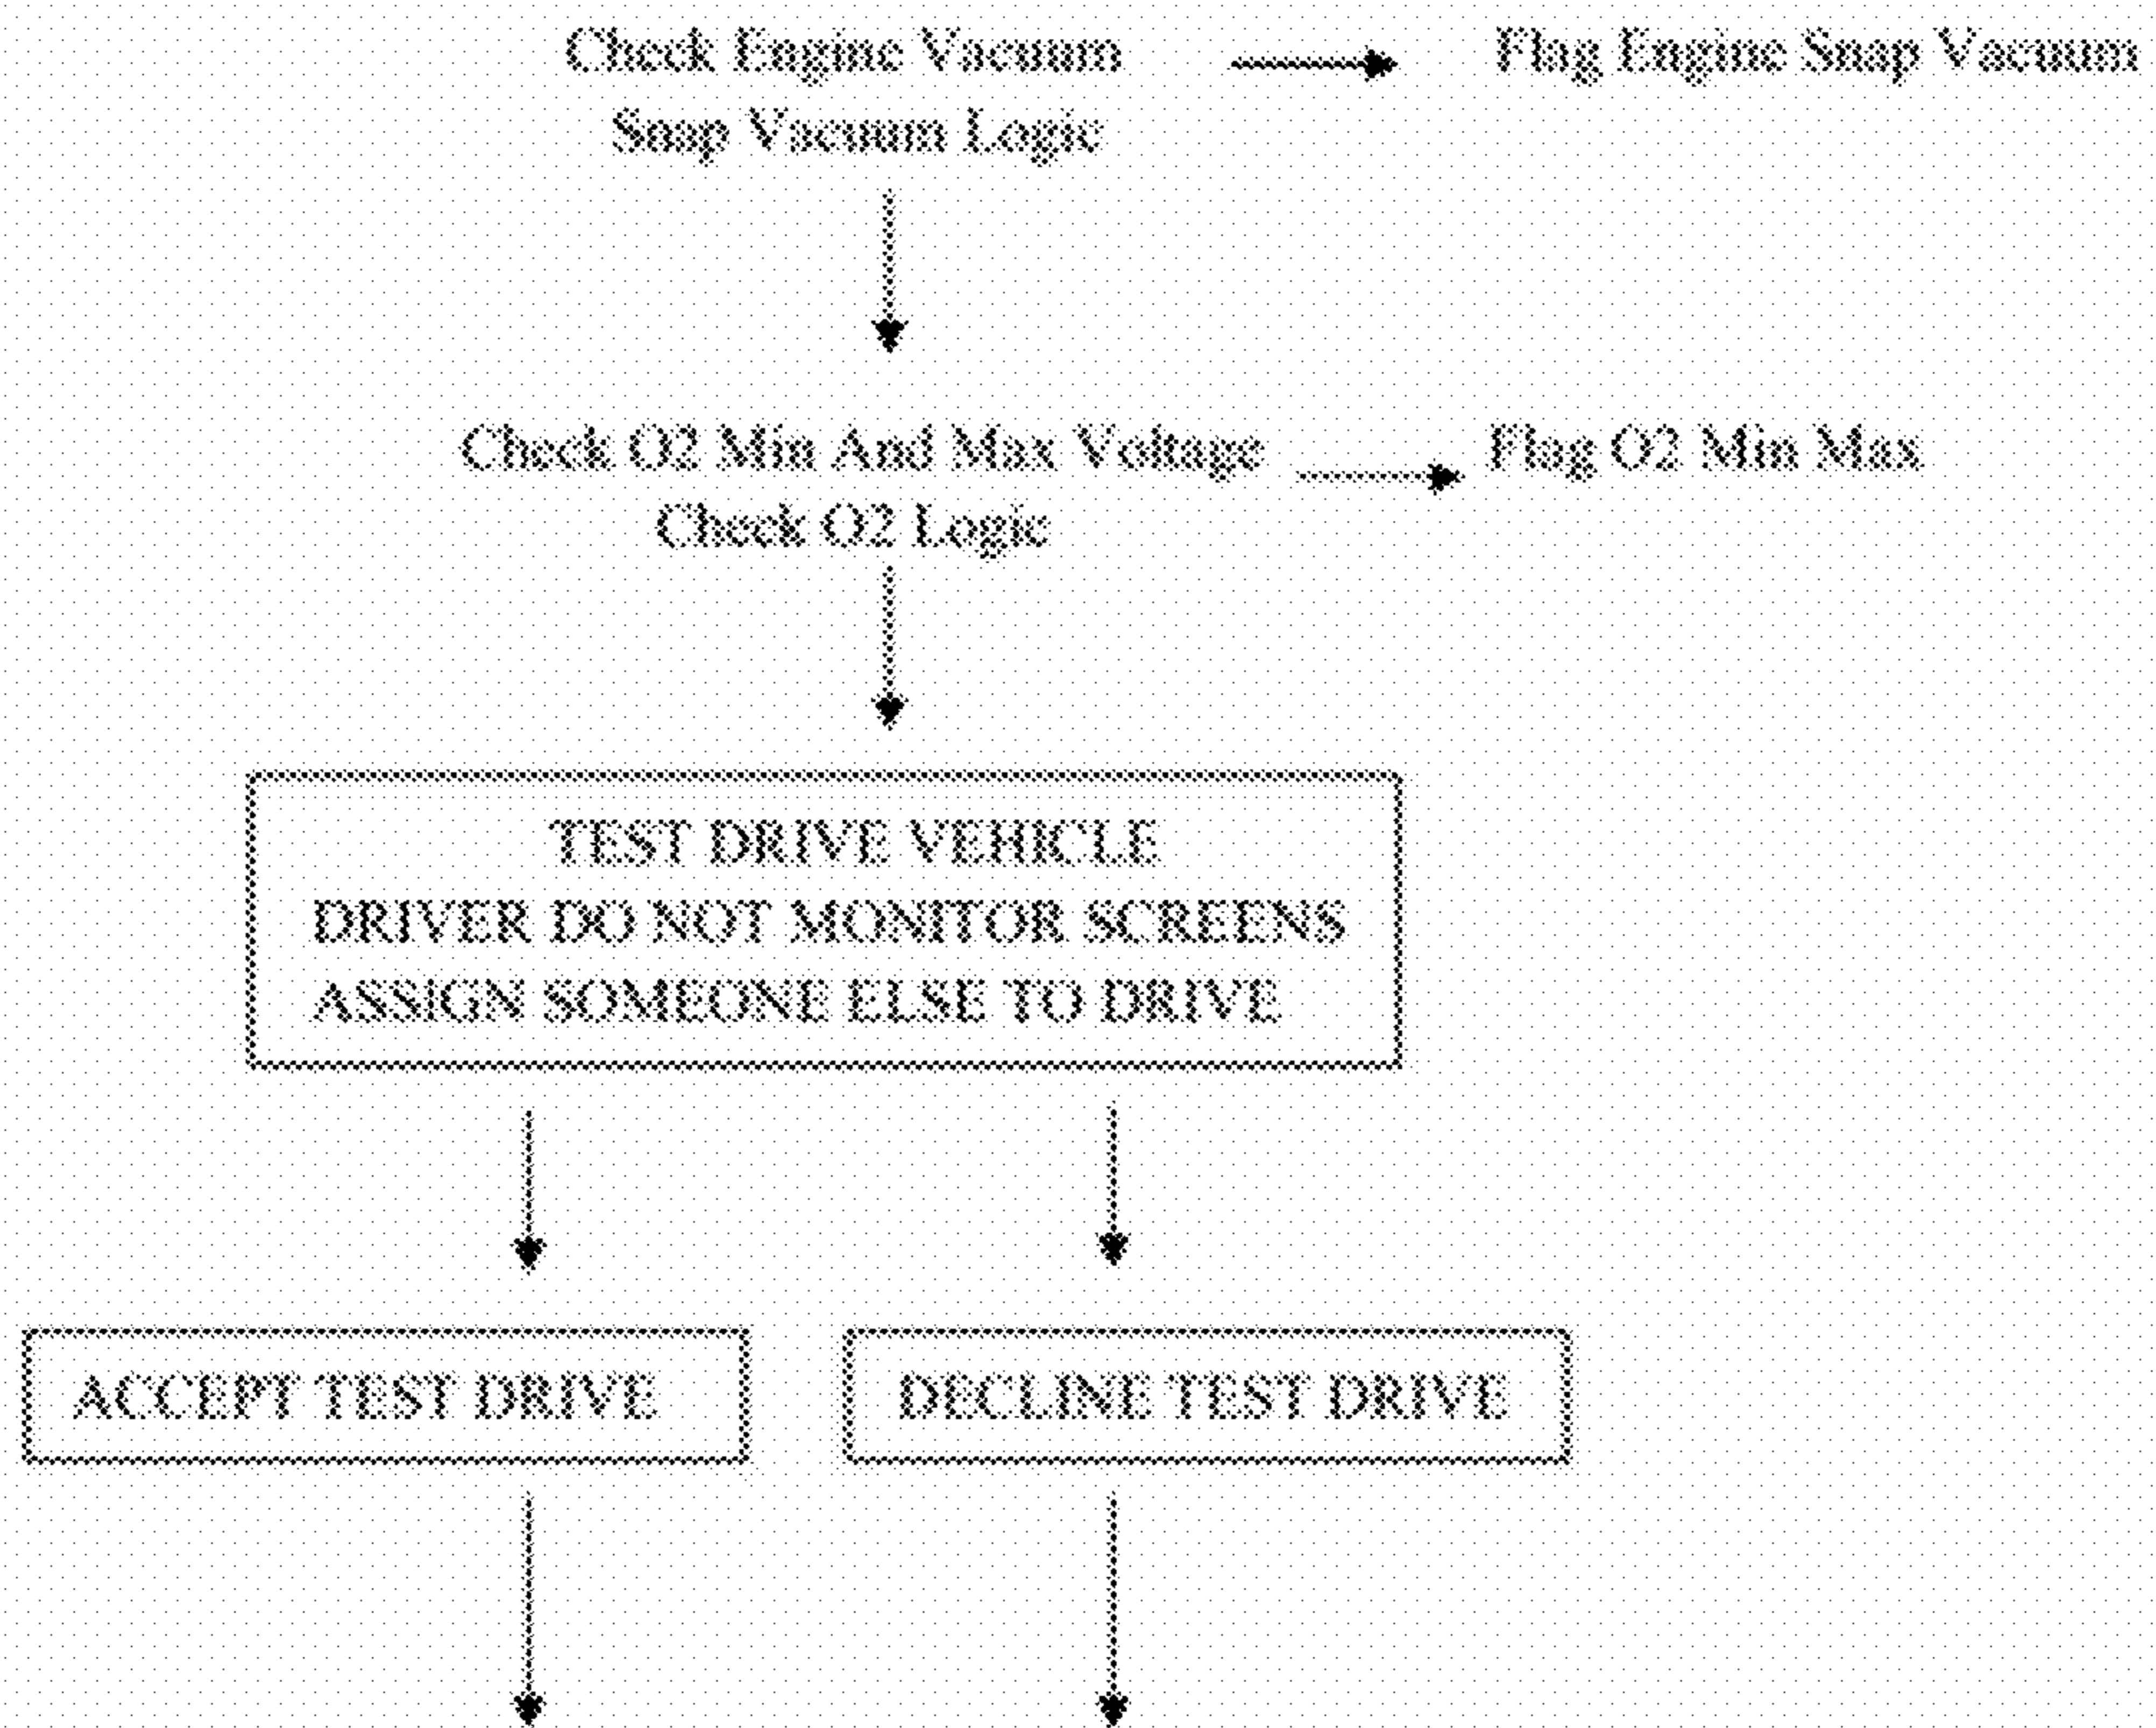 Check Engine Vacuum
Snap Vacuum Logic
Flag Engine Snap Vacuum
Check O2 Min And Max Voltage
Check O2 Logic
Flag O2 Min Max
TEST DRIVE VEHICLE
DRIVER DO NOT MONITOR SCREENS
ASSIGN SOMEONE ELSE TO DRIVE
ACCEPT TEST DRIVE
DECLINE TEST DRIVE